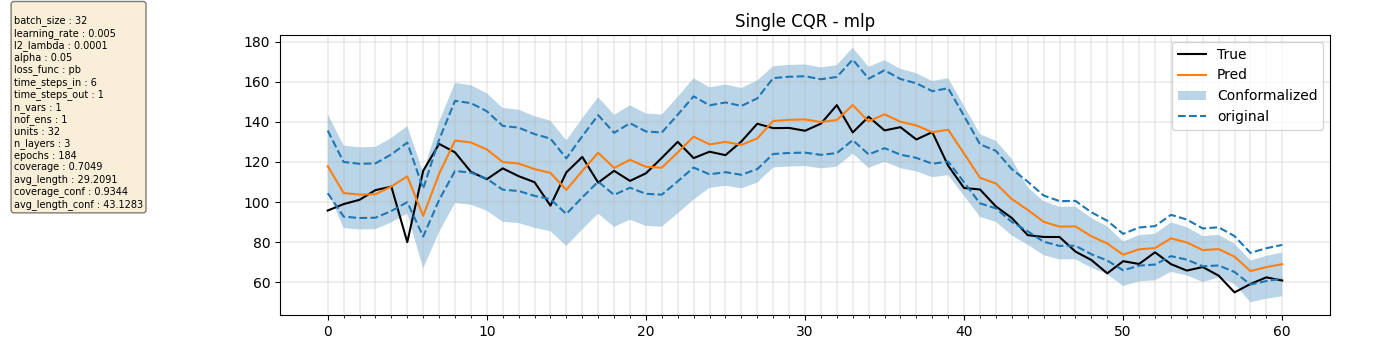 batch_size : 32
learning_rate : 0.005
l2_lambda : 0.0001
alpha : 0.05
loss_func : pb
time_steps_in : 6
time_steps_out : 1
n_vars : 1
nof_ens : 1
units : 32
n_layers : 3
epochs : 184
coverage : 0.7049
avg_length : 29.2091
coverage_conf : 0.9344
avg_length_conf : 43.1283
Single CQR - mlp
180
160
140
120
100
80
60
True
Pred
Conformalized
original
0 10 20 30 40 50 60